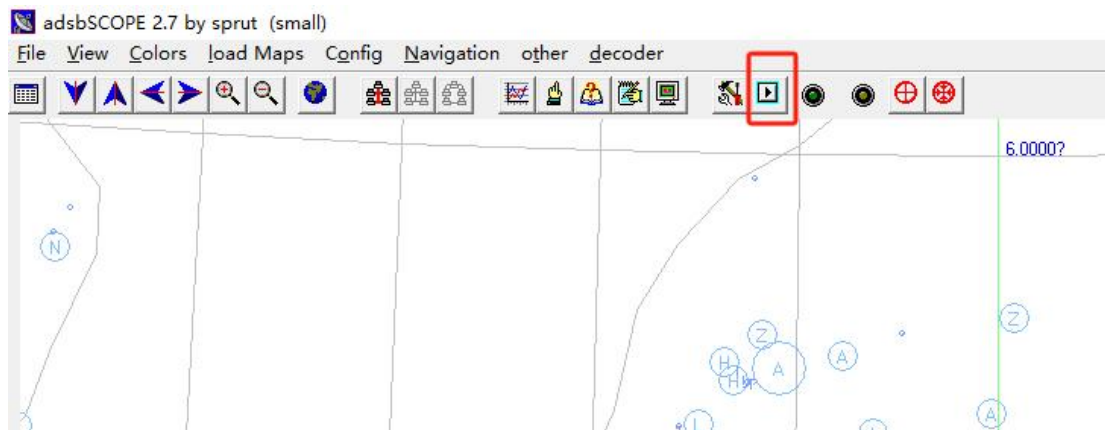 adsbSCOPE 2.7 by sprut (small)
File View Colors load Maps Config Navigation other decoder
6.0000?
N
Z
Z
H
A
A
H
A
L